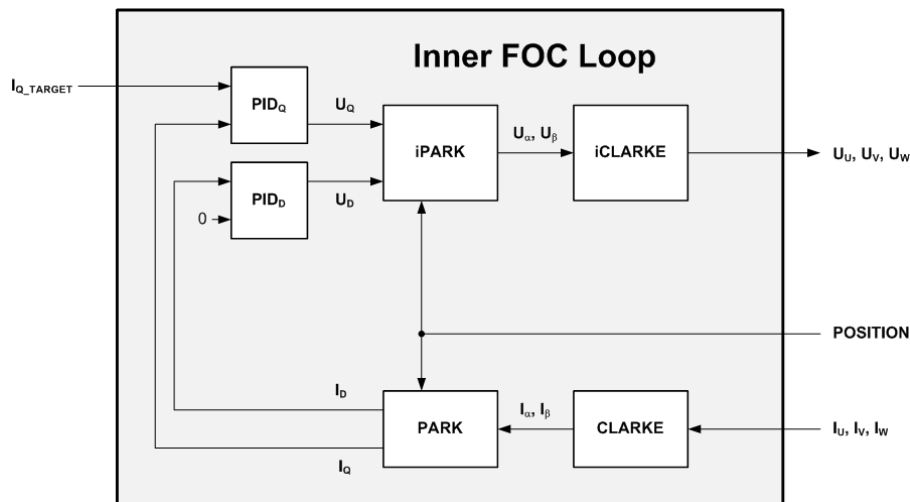 Inner FOC Loop
I_Q_TARGET
PID_Q
U_Q
iPARK
U_α, U_β
iCLARKE
U_U, U_V, U_W
PID_D
U_D
0
POSITION
I_D
PARK
I_α, I_β
CLARKE
I_U, I_V, I_W
I_Q